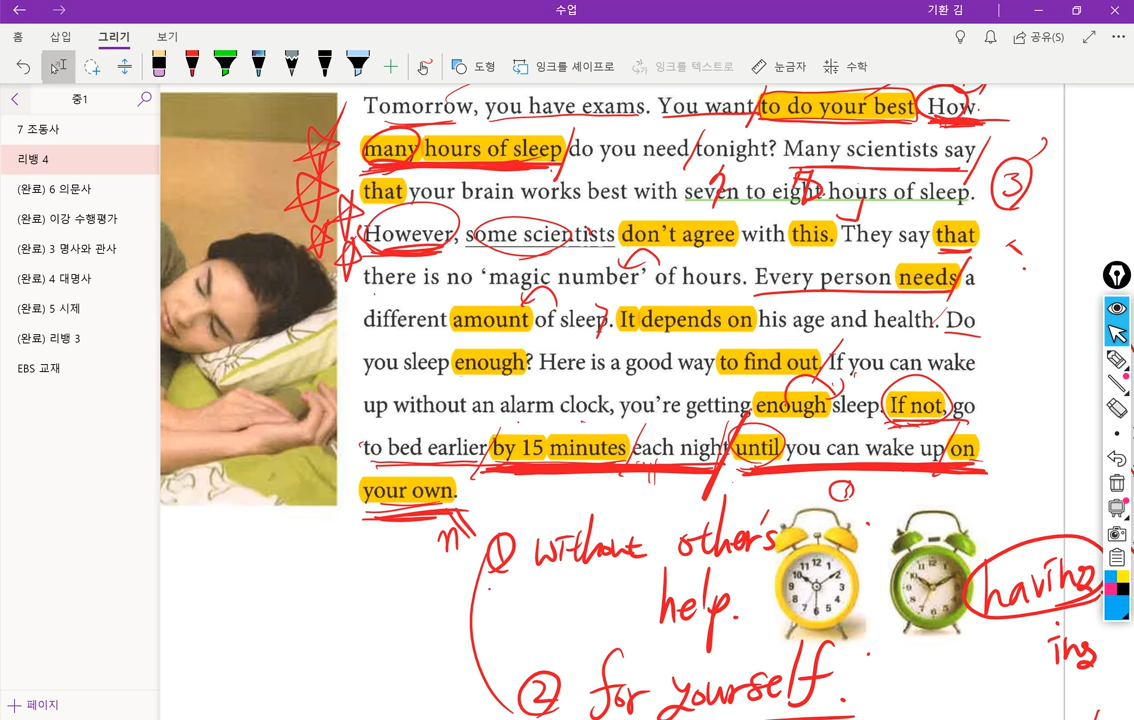 수업
기환 김
홈 삽입 그리기 보기
공유(S)
도형 잉크를 셰이프로 잉크를 텍스트로 눈금자 수학
중1
7 조동사
리뱅 4
(완료) 6 의문사
(완료) 이강 수행평가
(완료) 3 명사와 관사
(완료) 4 대명사
(완료) 5 시제
(완료) 리뱅 3
EBS 교재
페이지
Tomorrow, you have exams. You want to do your best. How
many hours of sleep do you need tonight? Many scientists say
that your brain works best with seven to eight hours of sleep.
However, some scientists don't agree with this. They say that
there is no 'magic number' of hours. Every person needs a
different amount of sleep. It depends on his age and health. Do
you sleep enough? Here is a good way to find out. If you can wake
up without an alarm clock, you're getting enough sleep. If not, go
to bed earlier by 15 minutes each night until you can wake up on
your own.
7 8
③
①
① without other's
help.
② for yourself.
having
ing